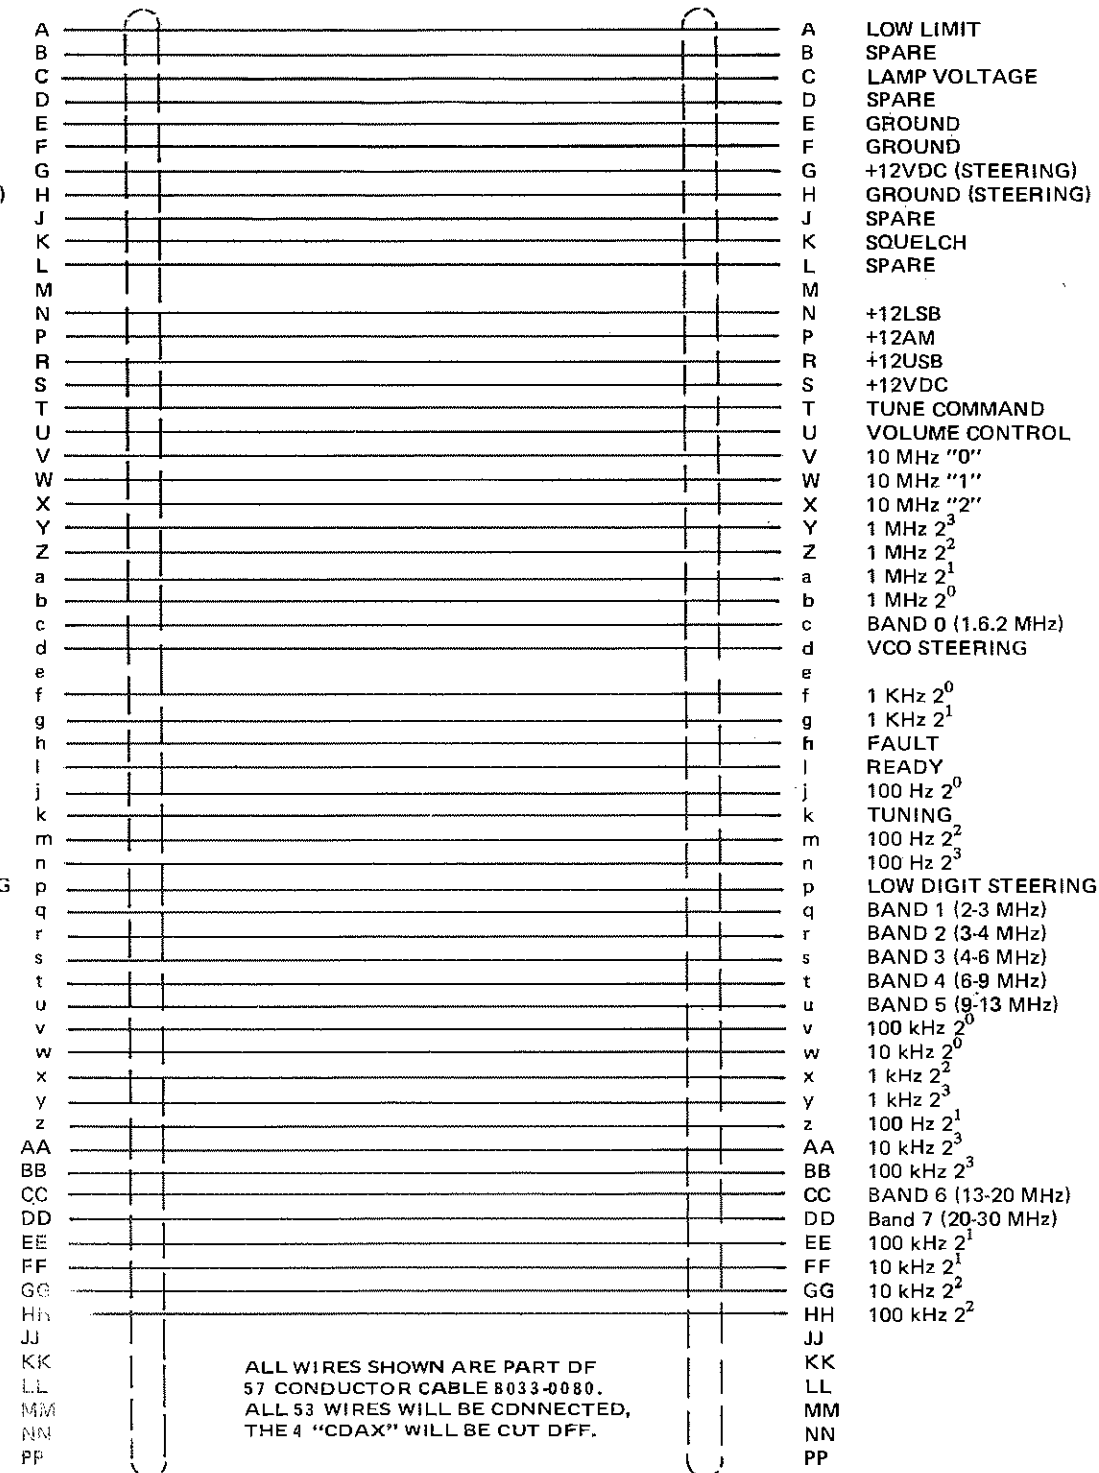 A A LOW LIMIT
B B SPARE
C C LAMP VOLTAGE
D D SPARE
E E GROUND
F F GROUND
G G +12VDC (STEERING)
) H H GROUND (STEERING)
J J SPARE
K K SQUELCH
L L SPARE
M M
N N +12LSB
P P +12AM
R R +12USB
S S +12VDC
T T TUNE COMMAND
U U VOLUME CONTROL
V V 10 MHz "0"
W W 10 MHz "1"
X X 10 MHz "2"
Y Y 1 MHz 2³
Z Z 1 MHz 2²
a a 1 MHz 2¹
b b 1 MHz 2⁰
c c BAND 0 (1.6.2 MHz)
d d VCO STEERING
e e
f f 1 KHz 2⁰
g g 1 KHz 2¹
h h FAULT
I I READY
j j 100 Hz 2⁰
k k TUNING
m m 100 Hz 2²
n n 100 Hz 2³
G p p LOW DIGIT STEERING
q q BAND 1 (2-3 MHz)
r r BAND 2 (3-4 MHz)
s s BAND 3 (4-6 MHz)
t t BAND 4 (6-9 MHz)
u u BAND 5 (9-13 MHz)
v v 100 kHz 2⁰
w w 10 kHz 2⁰
x x 1 kHz 2²
y y 1 kHz 2³
z z 100 Hz 2¹
AA AA 10 kHz 2³
BB BB 100 kHz 2³
CC CC BAND 6 (13-20 MHz)
DD DD Band 7 (20-30 MHz)
EE EE 100 kHz 2¹
FF FF 10 kHz 2¹
GG GG 10 kHz 2²
HH HH 100 kHz 2²
JJ JJ
KK KK
LL LL
MM MM
NN NN
PP PP
ALL WIRES SHOWN ARE PART DF
57 CONDUCTOR CABLE 8033-0080.
ALL 53 WIRES WILL BE CDNNECTED,
THE 4 "CDAX" WILL BE CUT DFF.